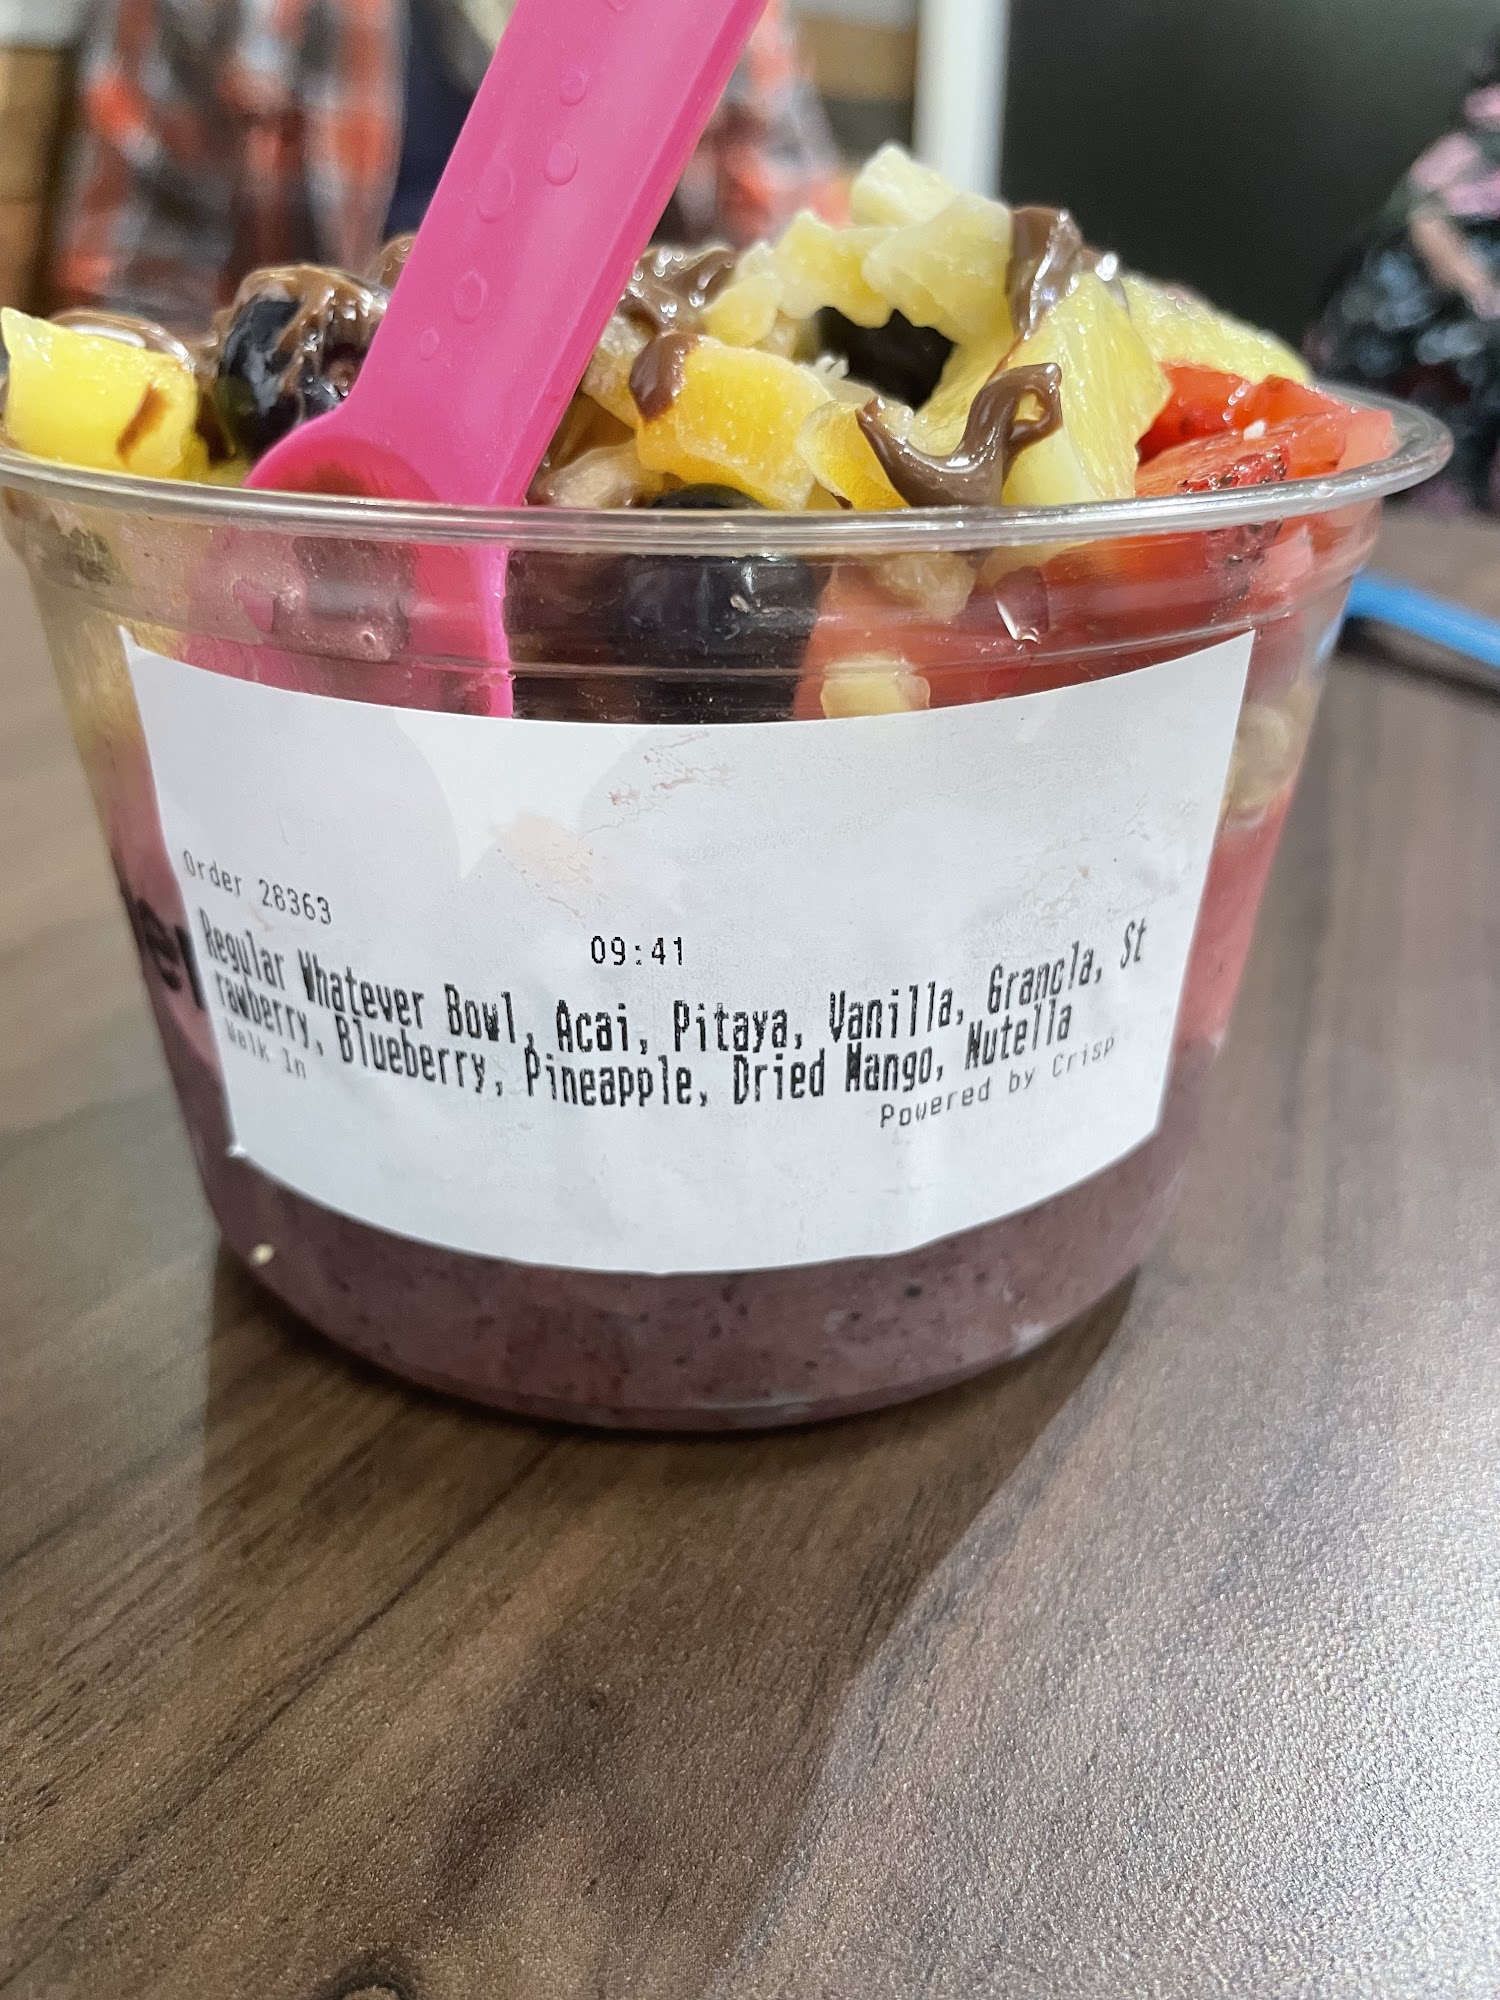 Order 28363
09:41
Regular Whatever Bowl, Acai, Pitaya, Vanilla, Granola, St
rawberry, Blueberry, Pineapple, Dried Mango, Nutella
Walk In
Powered by Crisp